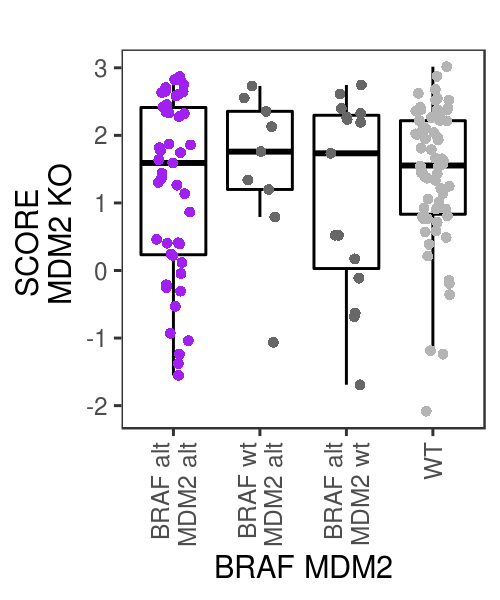 SCORE
MDM2 KO
3
2
1
0
-1
-2
BRAF alt
MDM2 alt
BRAF wt
MDM2 alt
BRAF alt
MDM2 wt
WT
BRAF MDM2